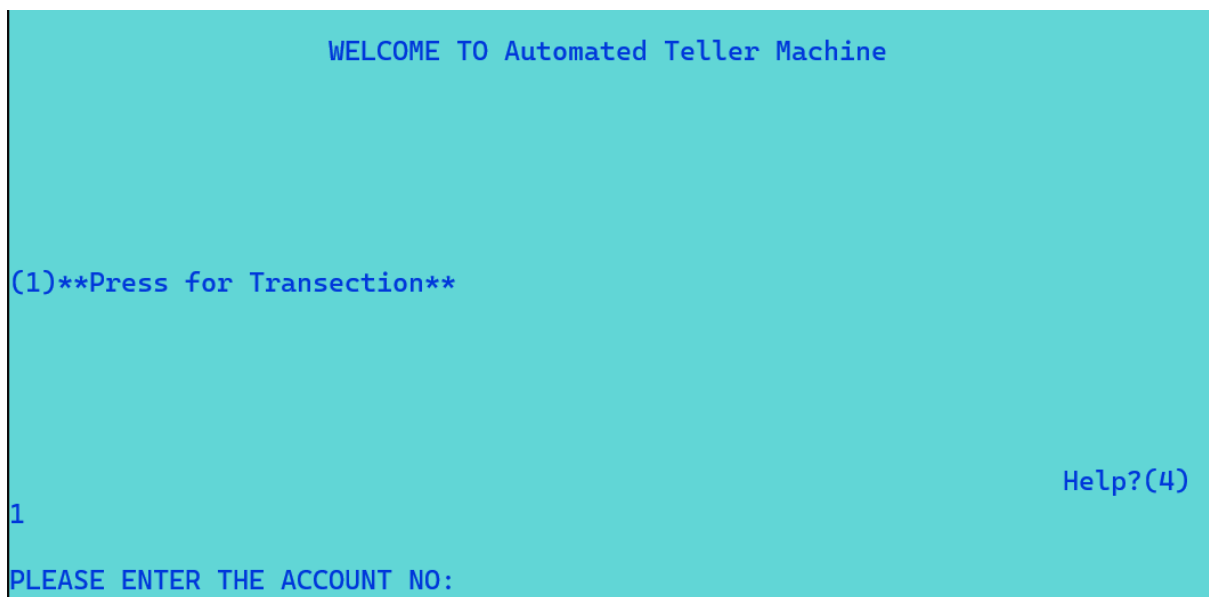 WELCOME TO Automated Teller Machine
(1)**Press for Transection**
Help?(4)
1
PLEASE ENTER THE ACCOUNT NO: